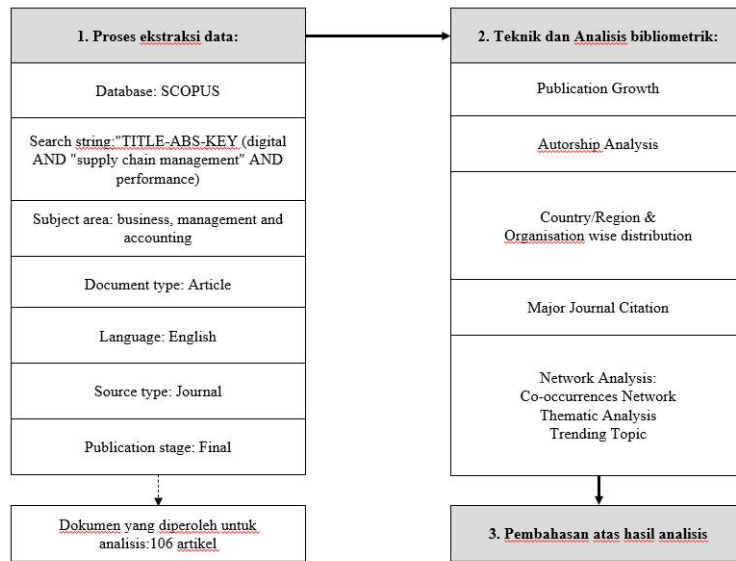 1. Proses ekstraksi data:
Database: SCOPUS
Search string:"TITLE-ABS-KEY (digital
AND "supply chain management" AND
performance)
Subject area: business, management and
accounting
Document type: Article
Language: English
Source type: Journal
Publication stage: Final
Dokumen yang diperoleh untuk
analisis:106 artikel
2. Teknik dan Analisis bibliometrik:
Publication Growth
Autorship Analysis
Country/Region &
Organisation wise distribution
Major Journal Citation
Network Analysis:
Co-occurrences Network
Thematic Analysis
Trending Topic
3. Pembahasan atas hasil analisis